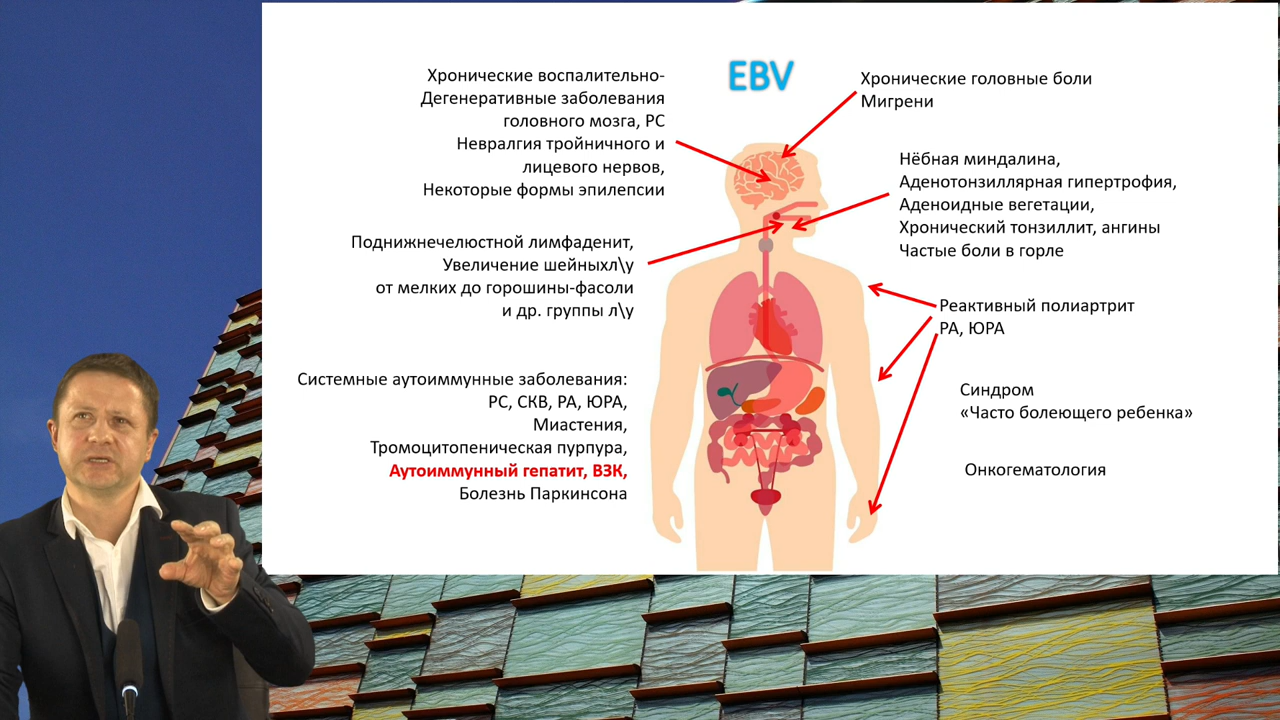 EBV
Хронические воспалительно-
Дегенеративные заболевания
головного мозга, РС
Невралгия тройничного и
лицевого нервов,
Некоторые формы эпилепсии
Хронические головные боли
Мигрени
Нёбная миндалина,
Аденотонзиллярная гипертрофия,
Аденоидные вегетации,
Хронический тонзиллит, ангины
Частые боли в горле
Поднижнечелюстной лимфаденит,
Увеличение шейныхл\у
от мелких до горошины-фасоли
и др. группы л\у
Реактивный полиартрит
РА, ЮРА
Системные аутоиммунные заболевания:
РС, СКВ, РА, ЮРА,
Миастения,
Тромоцитопеническая пурпура,
Аутоиммунный гепатит, ВЗК,
Болезнь Паркинсона
Синдром
«Часто болеющего ребенка»
Онкогематология